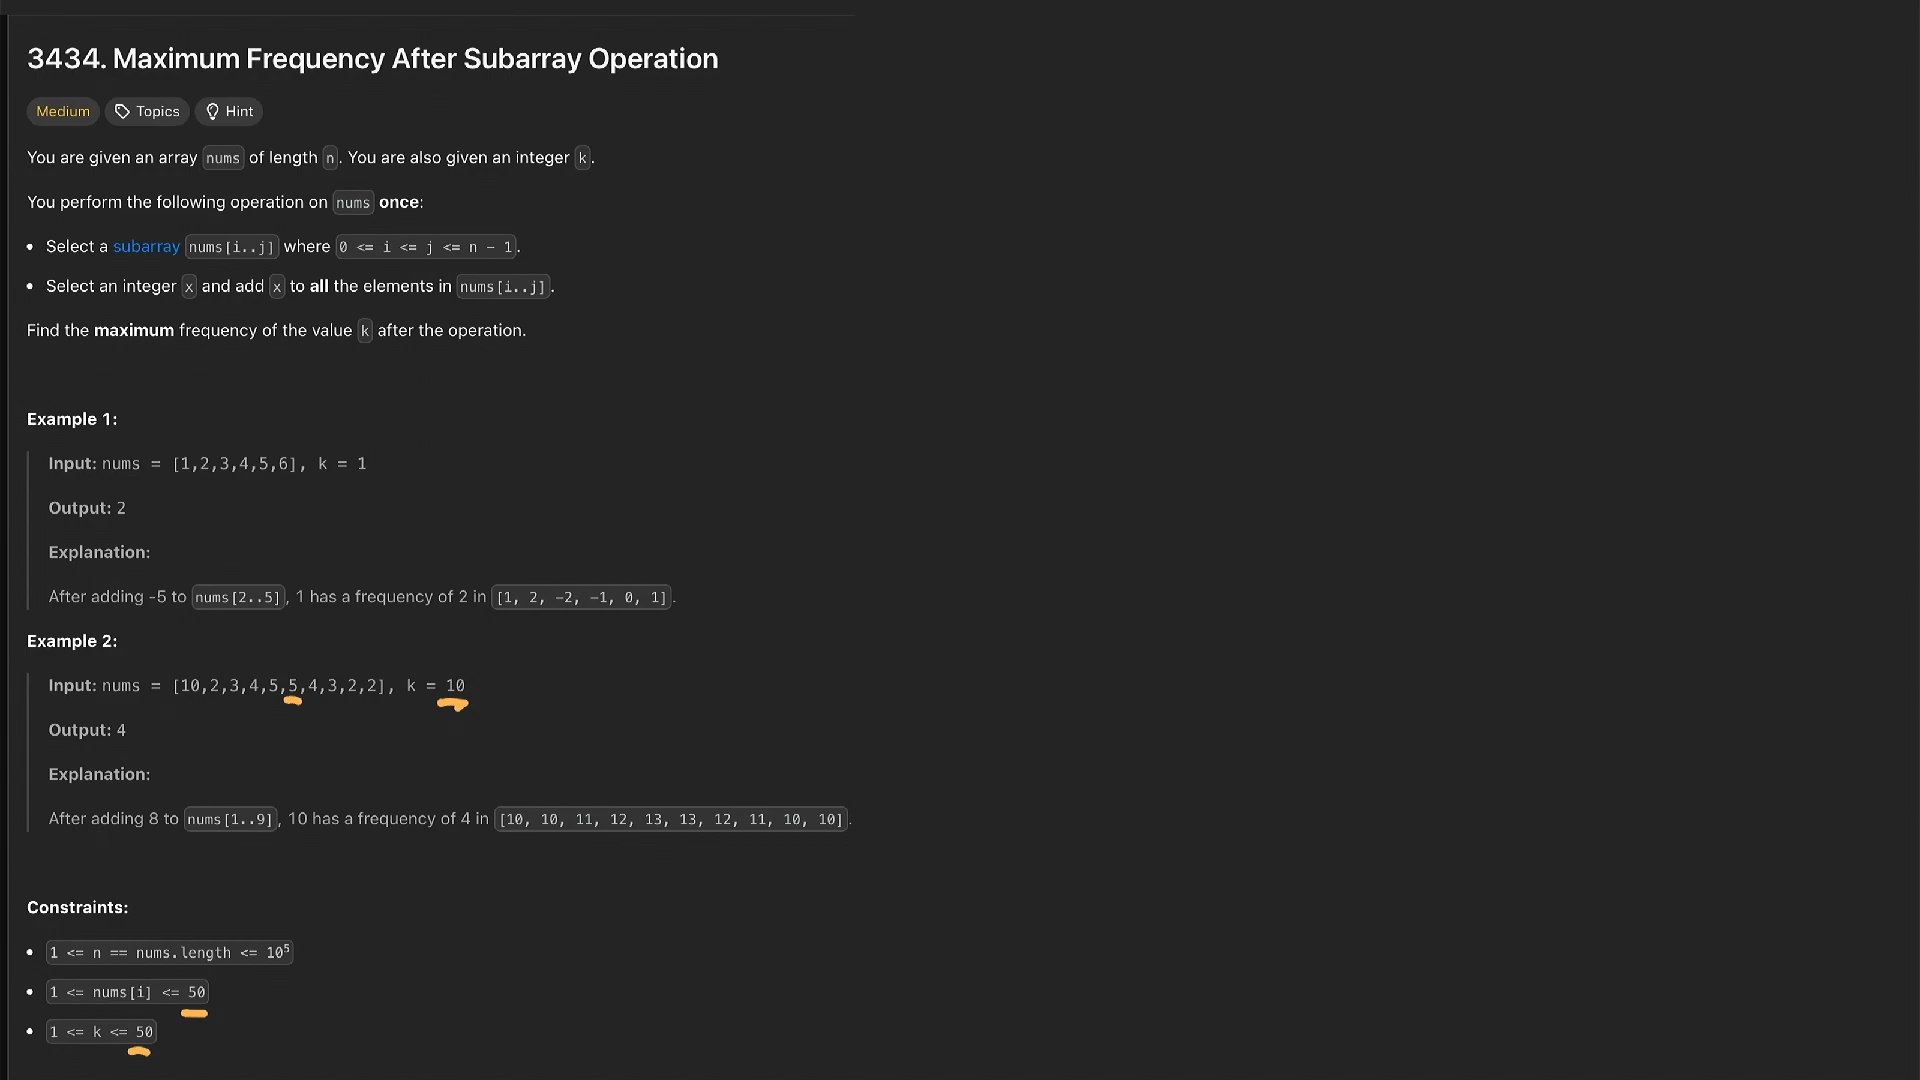 3434. Maximum Frequency After Subarray Operation
Medium Topics Hint
You are given an array nums of length n. You are also given an integer k.
You perform the following operation on nums once:
• Select a subarray nums[i..j] where 0 <= i <= j <= n - 1.
• Select an integer x and add x to all the elements in nums[i..j].
Find the maximum frequency of the value k after the operation.
Example 1:
Input: nums = [1,2,3,4,5,6], k = 1
Output: 2
Explanation:
After adding -5 to nums[2..5], 1 has a frequency of 2 in [1, 2, -2, -1, 0, 1].
Example 2:
Input: nums = [10,2,3,4,5,5,4,3,2,2], k = 10
Output: 4
Explanation:
After adding 8 to nums[1..9], 10 has a frequency of 4 in [10, 10, 11, 12, 13, 13, 12, 11, 10, 10].
Constraints:
• 1 <= n == nums.length <= 10⁵
• 1 <= nums[i] <= 50
• 1 <= k <= 50